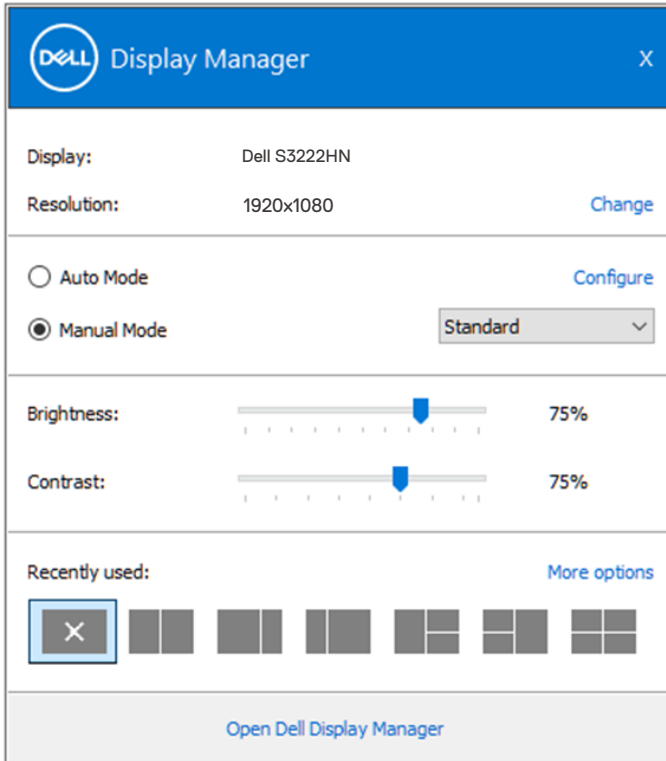 DELL Display Manager X
Display: Dell S3222HN
Resolution: 1920x1080 Change
Auto Mode Configure
Manual Mode Standard
Brightness: 75%
Contrast: 75%
Recently used: More options
Open Dell Display Manager